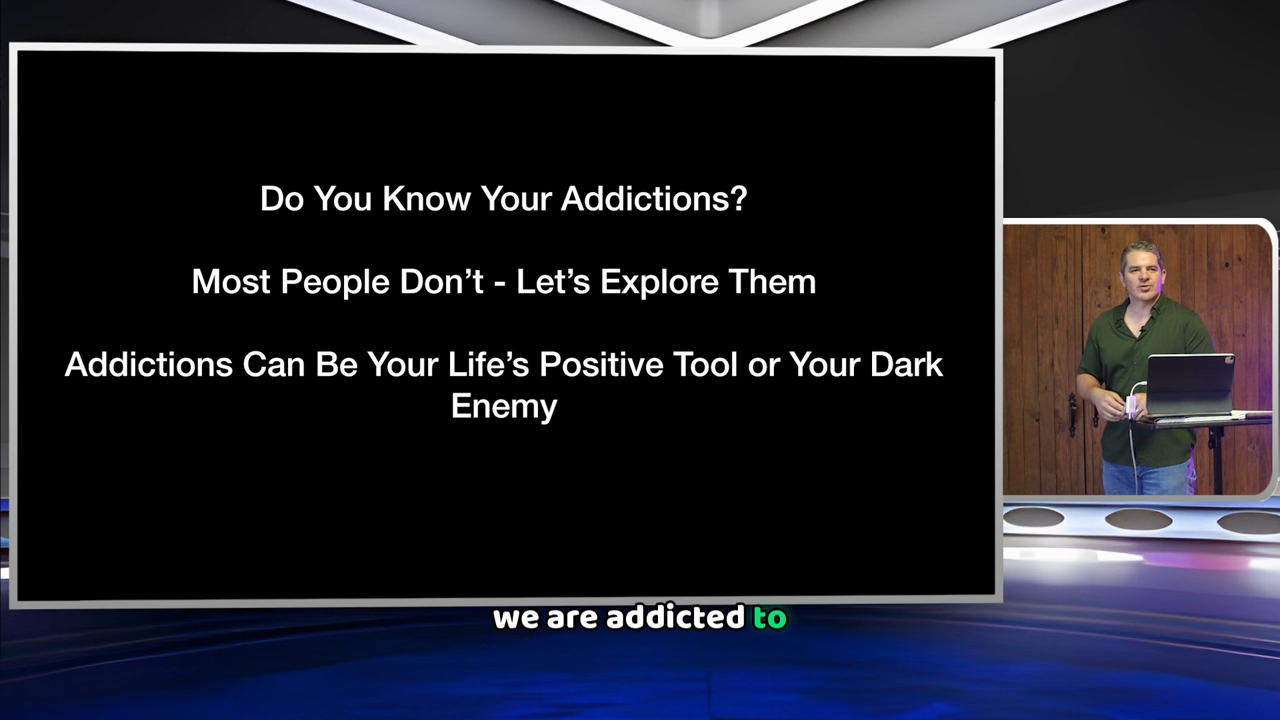 Do You Know Your Addictions?
Most People Don’t - Let’s Explore Them
Addictions Can Be Your Life’s Positive Tool or Your Dark
Enemy
we are addicted to